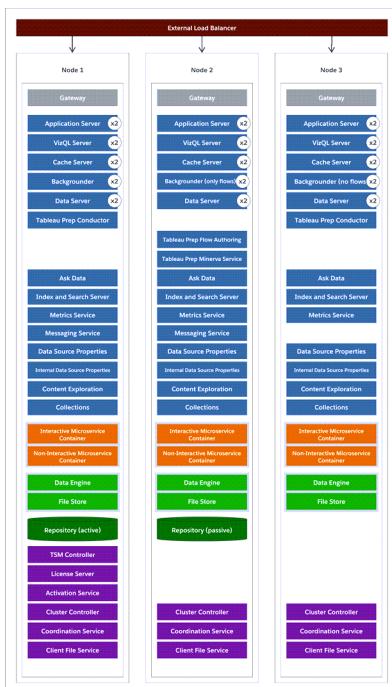 External Load Balancer
Node 1
Gateway
Application Server x2
VizQL Server x2
Cache Server x2
Backgrounder x2
Data Server x2
Tableau Prep Conductor
Ask Data
Index and Search Server
Metrics Service
Messaging Service
Data Source Properties
Internal Data Source Properties
Content Exploration
Collections
Interactive Microservice
Container
Non-Interactive Microservice
Container
Data Engine
File Store
Repository (active)
TSM Controller
License Server
Activation Service
Cluster Controller
Coordination Service
Client File Service
Node 2
Gateway
Application Server x2
VizQL Server x2
Cache Server x2
Backgrounder (only flows) x2
Data Server x2
Tableau Prep Flow Authoring
Tableau Prep Minerva Service
Ask Data
Index and Search Server
Metrics Service
Messaging Service
Data Source Properties
Internal Data Source Properties
Content Exploration
Collections
Interactive Microservice
Container
Non-Interactive Microservice
Container
Data Engine
File Store
Repository (passive)
Cluster Controller
Coordination Service
Client File Service
Node 3
Gateway
Application Server x2
VizQL Server x2
Cache Server x2
Backgrounder (no flows) x2
Data Server x2
Tableau Prep Conductor
Ask Data
Index and Search Server
Metrics Service
Data Source Properties
Internal Data Source Properties
Content Exploration
Collections
Interactive Microservice
Container
Non-Interactive Microservice
Container
Data Engine
File Store
Cluster Controller
Coordination Service
Client File Service